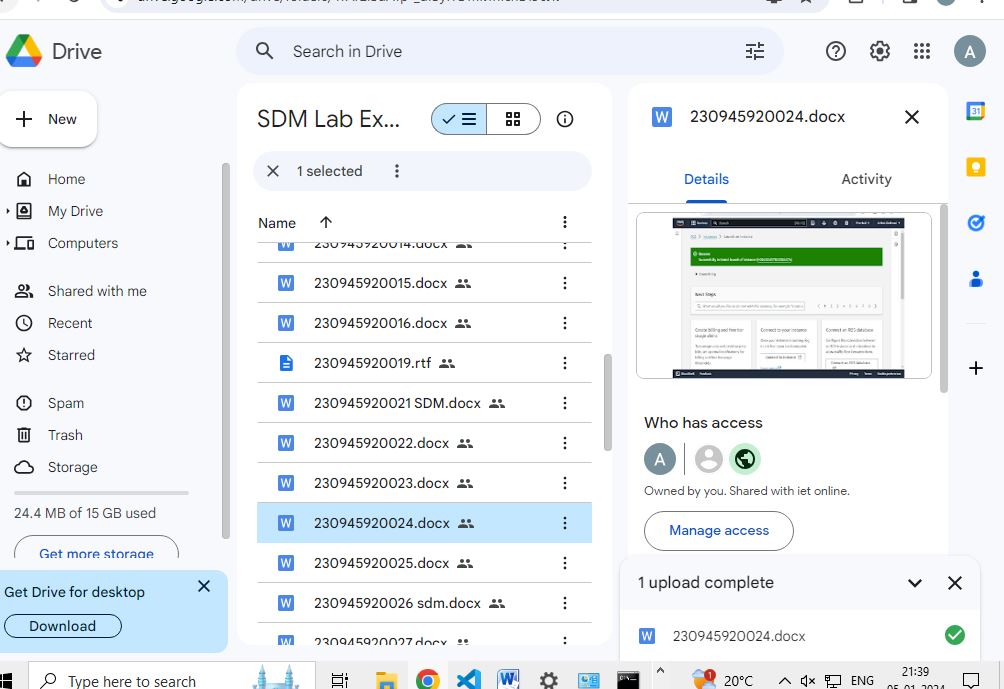 Drive
Search in Drive
A
New
Home
My Drive
Computers
Shared with me
Recent
Starred
Spam
Trash
Storage
24.4 MB of 15 GB used
Get more storage
Get Drive for desktop
Download
SDM Lab Ex...
1 selected
Name
230945920014.docx
230945920015.docx
230945920016.docx
230945920019.rtf
230945920021 SDM.docx
230945920022.docx
230945920023.docx
230945920024.docx
230945920025.docx
230945920026 sdm.docx
230945920027.docx
230945920024.docx
Details
Activity
Next Steps
Who has access
A
Owned by you. Shared with iet online.
Manage access
1 upload complete
230945920024.docx
Type here to search
20°C
ENG
21:39